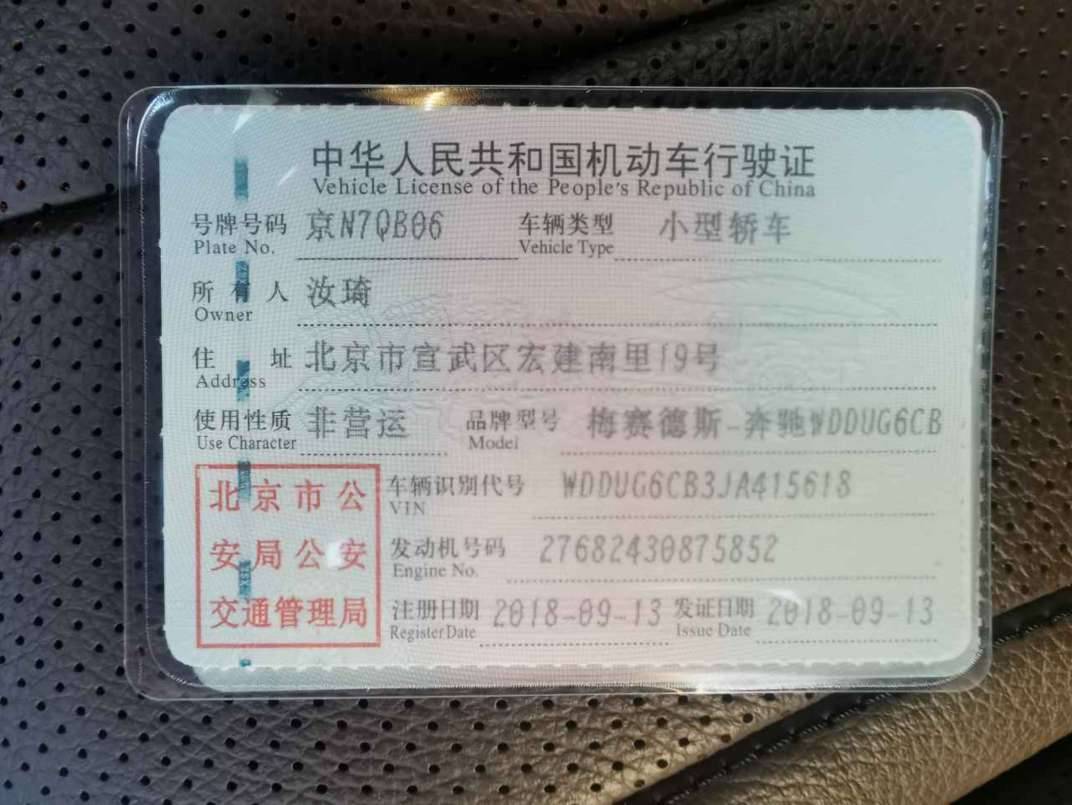 中华人民共和国机动车行驶证
Vehicle License of the People's Republic of China
号牌号码 京N7QB06 车辆类型 小型轿车
Plate No. Vehicle Type
所有人 汝琦
Owner
住址 北京市宣武区宏建南里19号
Address
使用性质 非营运 品牌型号 梅赛德斯-奔驰WDDUG6CB
Use Character Model
北京市公
安局公安
交通管理局
车辆识别代号 WDDUG6CB3JA415618
VIN
发动机号码 27682430875852
Engine No.
注册日期 2018-09-13 发证日期 2018-09-13
Register Date Issue Date